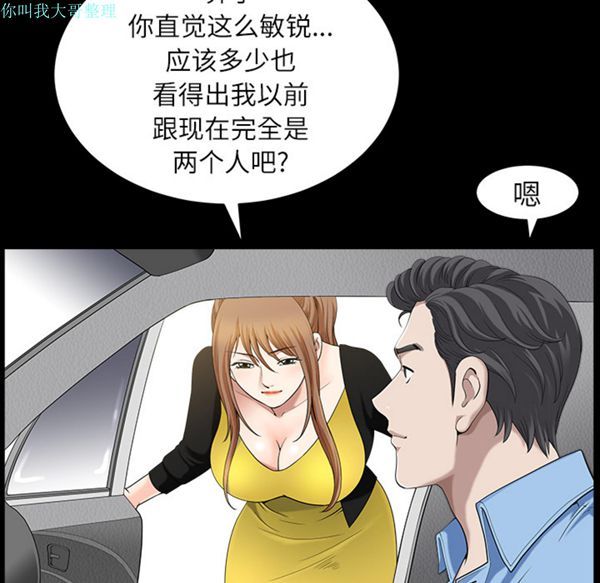 你叫我大哥整理
你直觉这么敏锐...
应该多少也
看得出我以前
跟现在完全是
两个人吧?
嗯